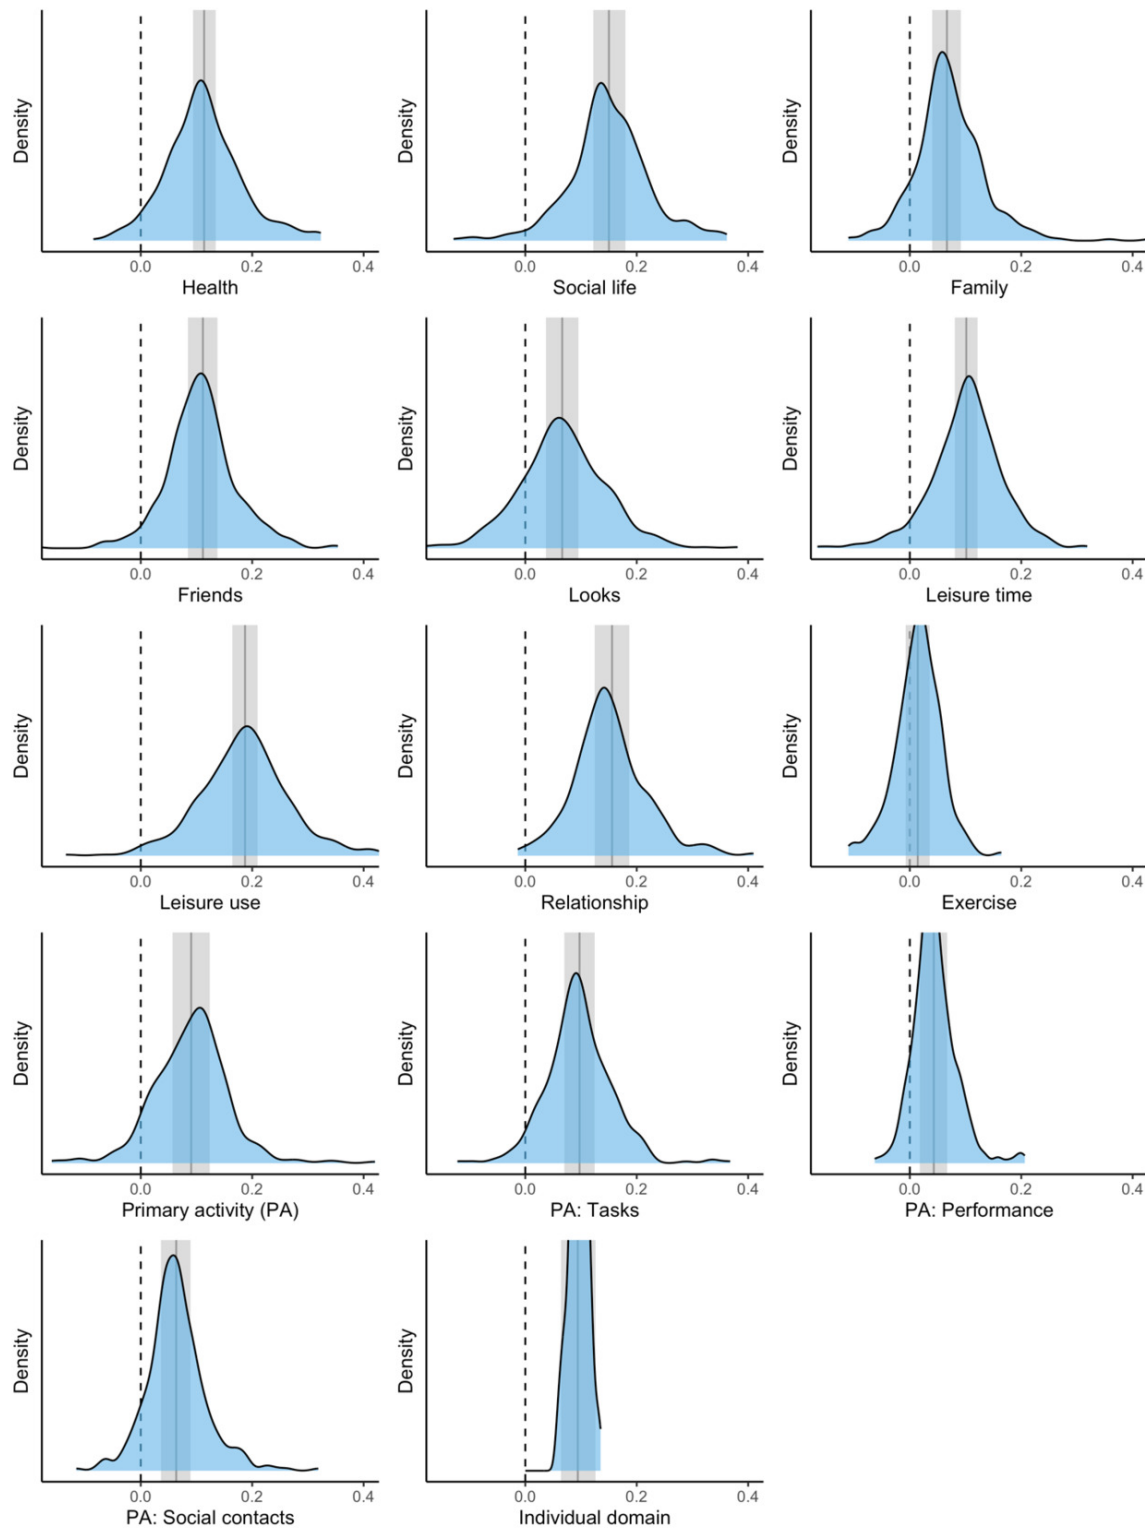 Density Density Density
0.0 0.2 0.4 0.0 0.2 0.4 0.0 0.2 0.4
Health Social life Family
Density Density Density
0.0 0.2 0.4 0.0 0.2 0.4 0.0 0.2 0.4
Friends Looks Leisure time
Density Density Density
0.0 0.2 0.4 0.0 0.2 0.4 0.0 0.2 0.4
Leisure use Relationship Exercise
Density Density Density
0.0 0.2 0.4 0.0 0.2 0.4 0.0 0.2 0.4
Primary activity (PA) PA: Tasks PA: Performance
Density Density
0.0 0.2 0.4 0.0 0.2 0.4
PA: Social contacts Individual domain